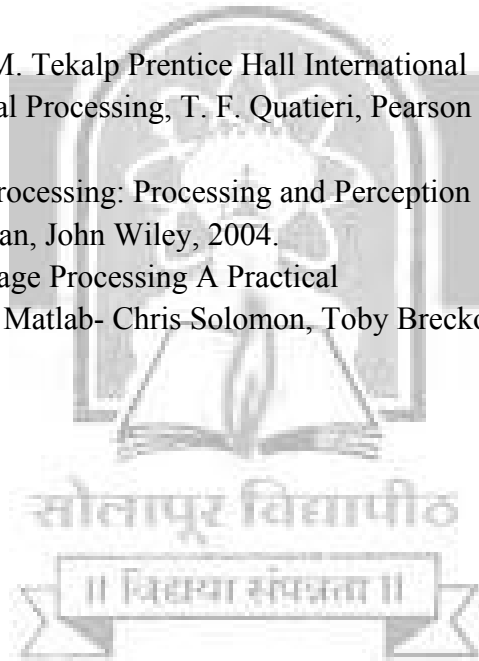 M. Tekalp Prentice Hall International
al Processing, T. F. Quatieri, Pearson
rocessing: Processing and Perception
an, John Wiley, 2004.
age Processing A Practical
Matlab- Chris Solomon, Toby Brecko
सोलापूर विद्यापीठ
॥ विद्यया संपन्नता ॥